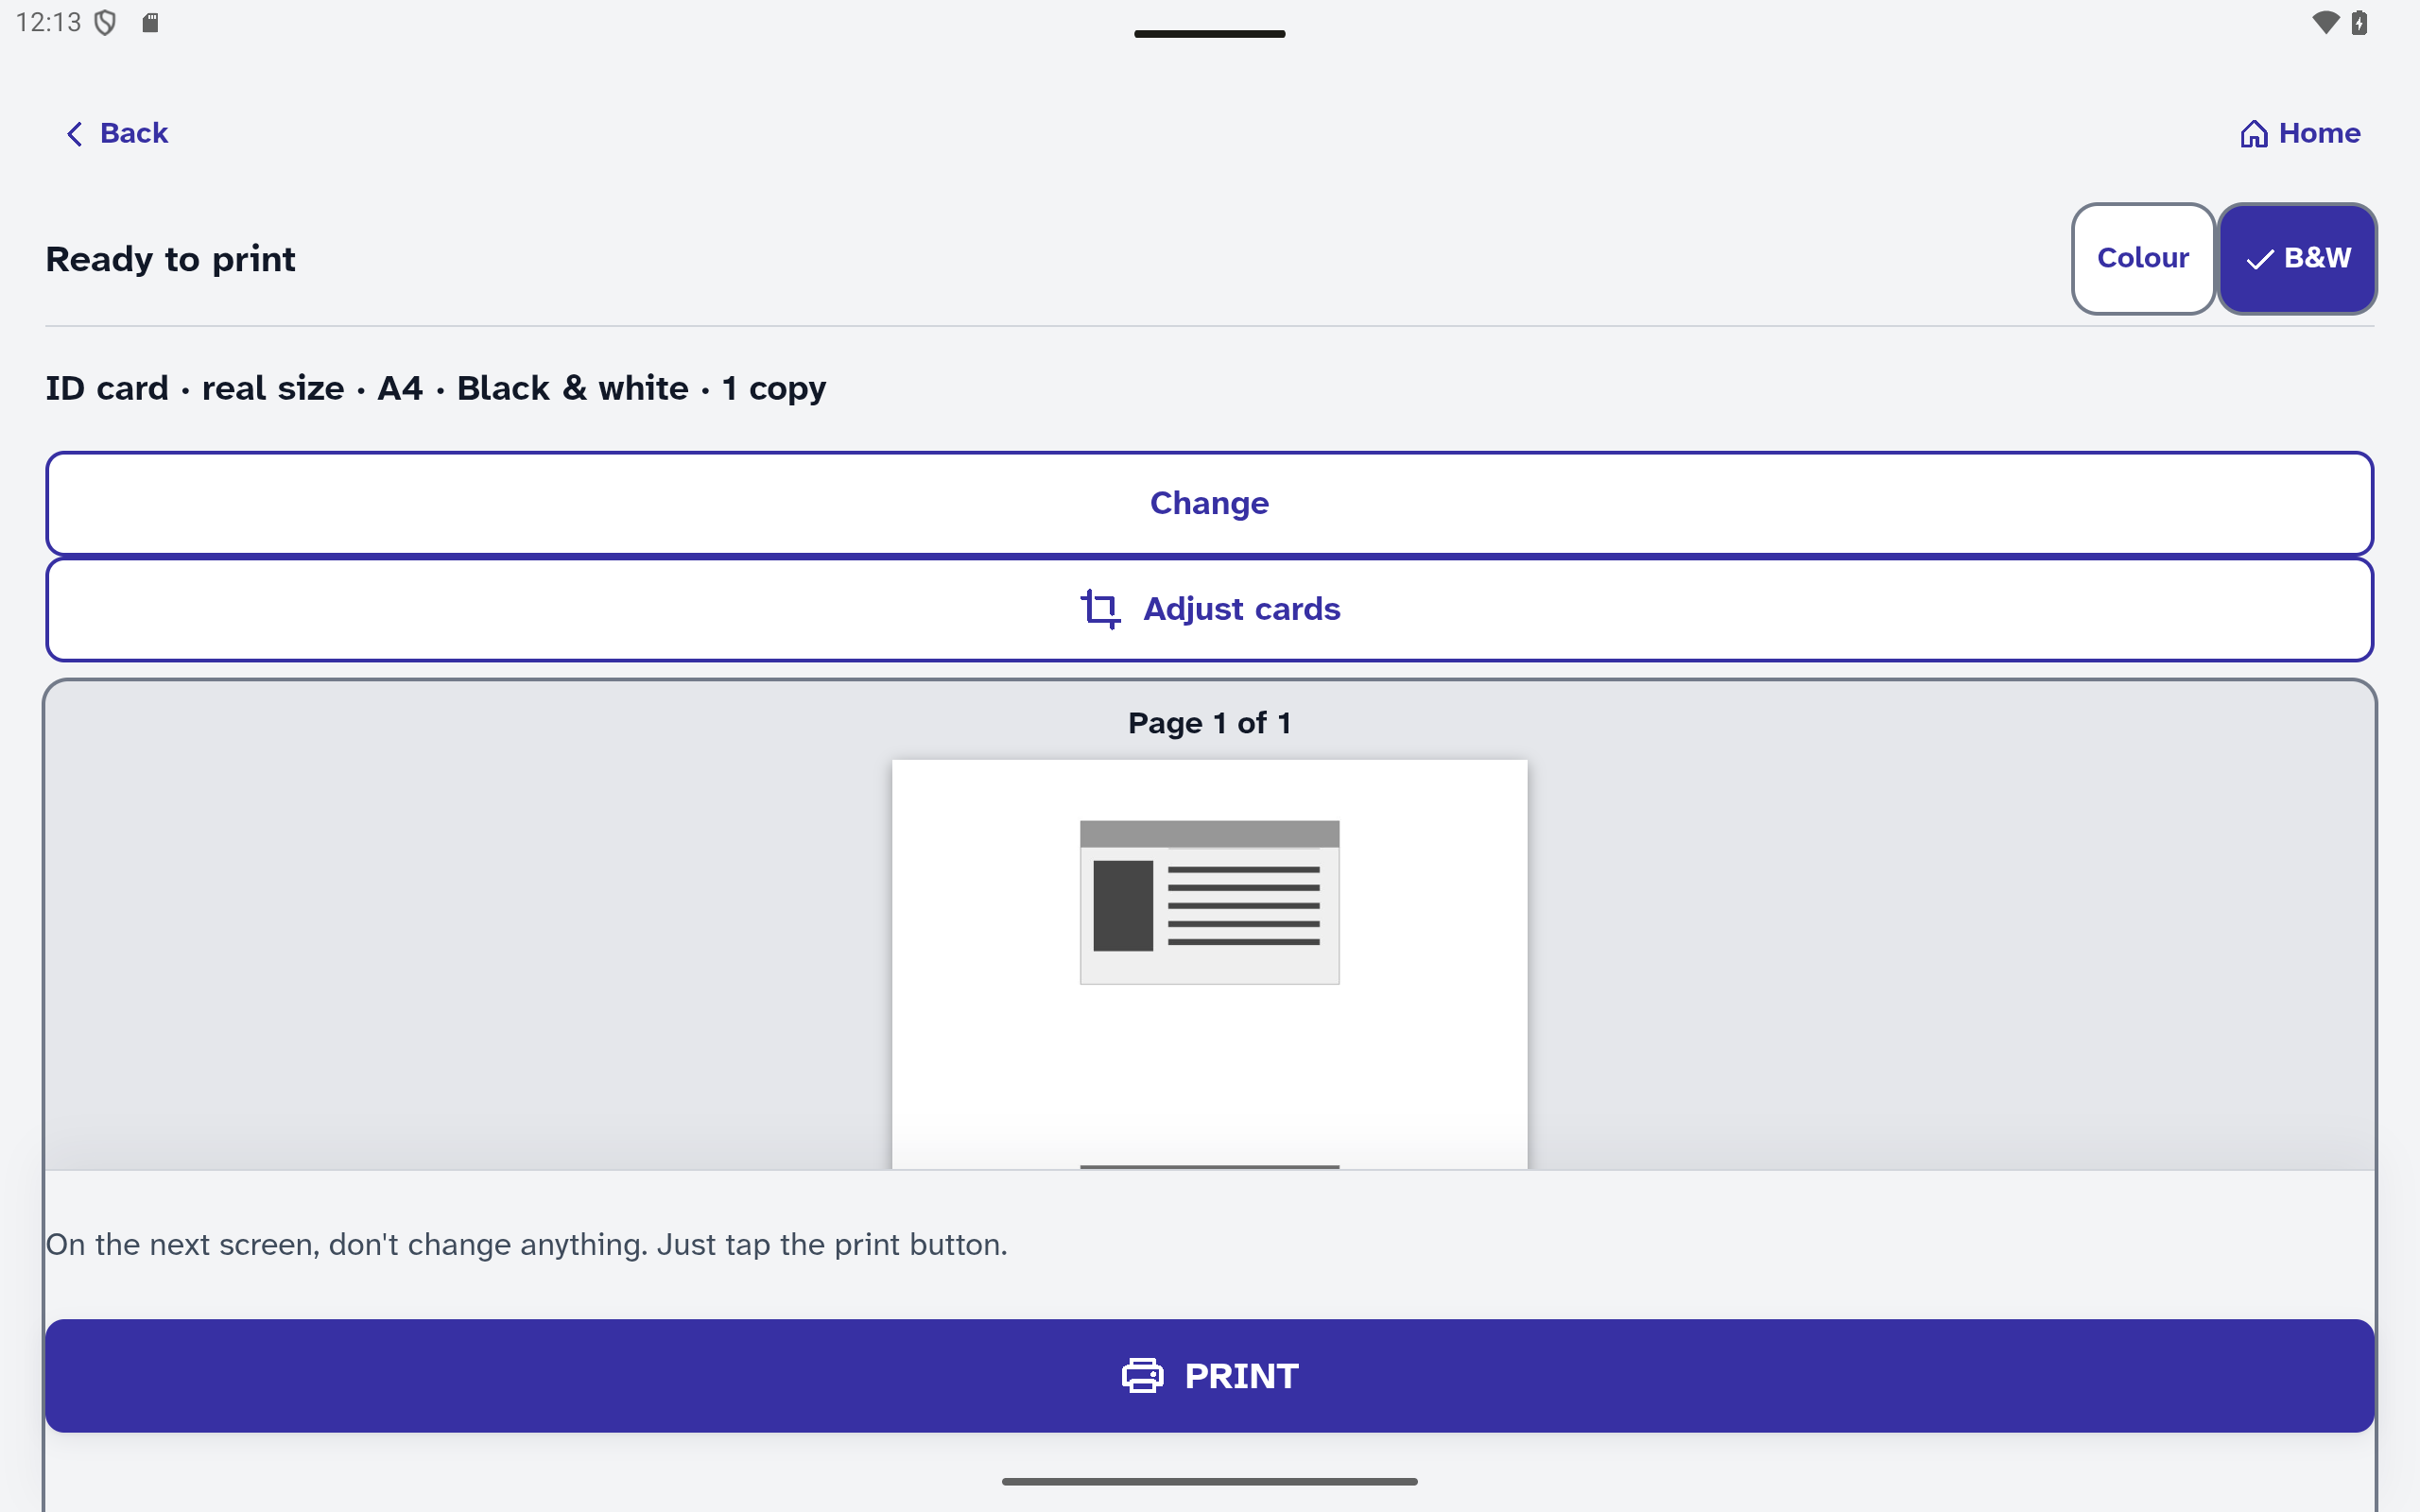 12:13
Back
Home
Ready to print
Colour
B&W
ID card · real size · A4 · Black & white · 1 copy
Change
Adjust cards
Page 1 of 1
On the next screen, don't change anything. Just tap the print button.
PRINT